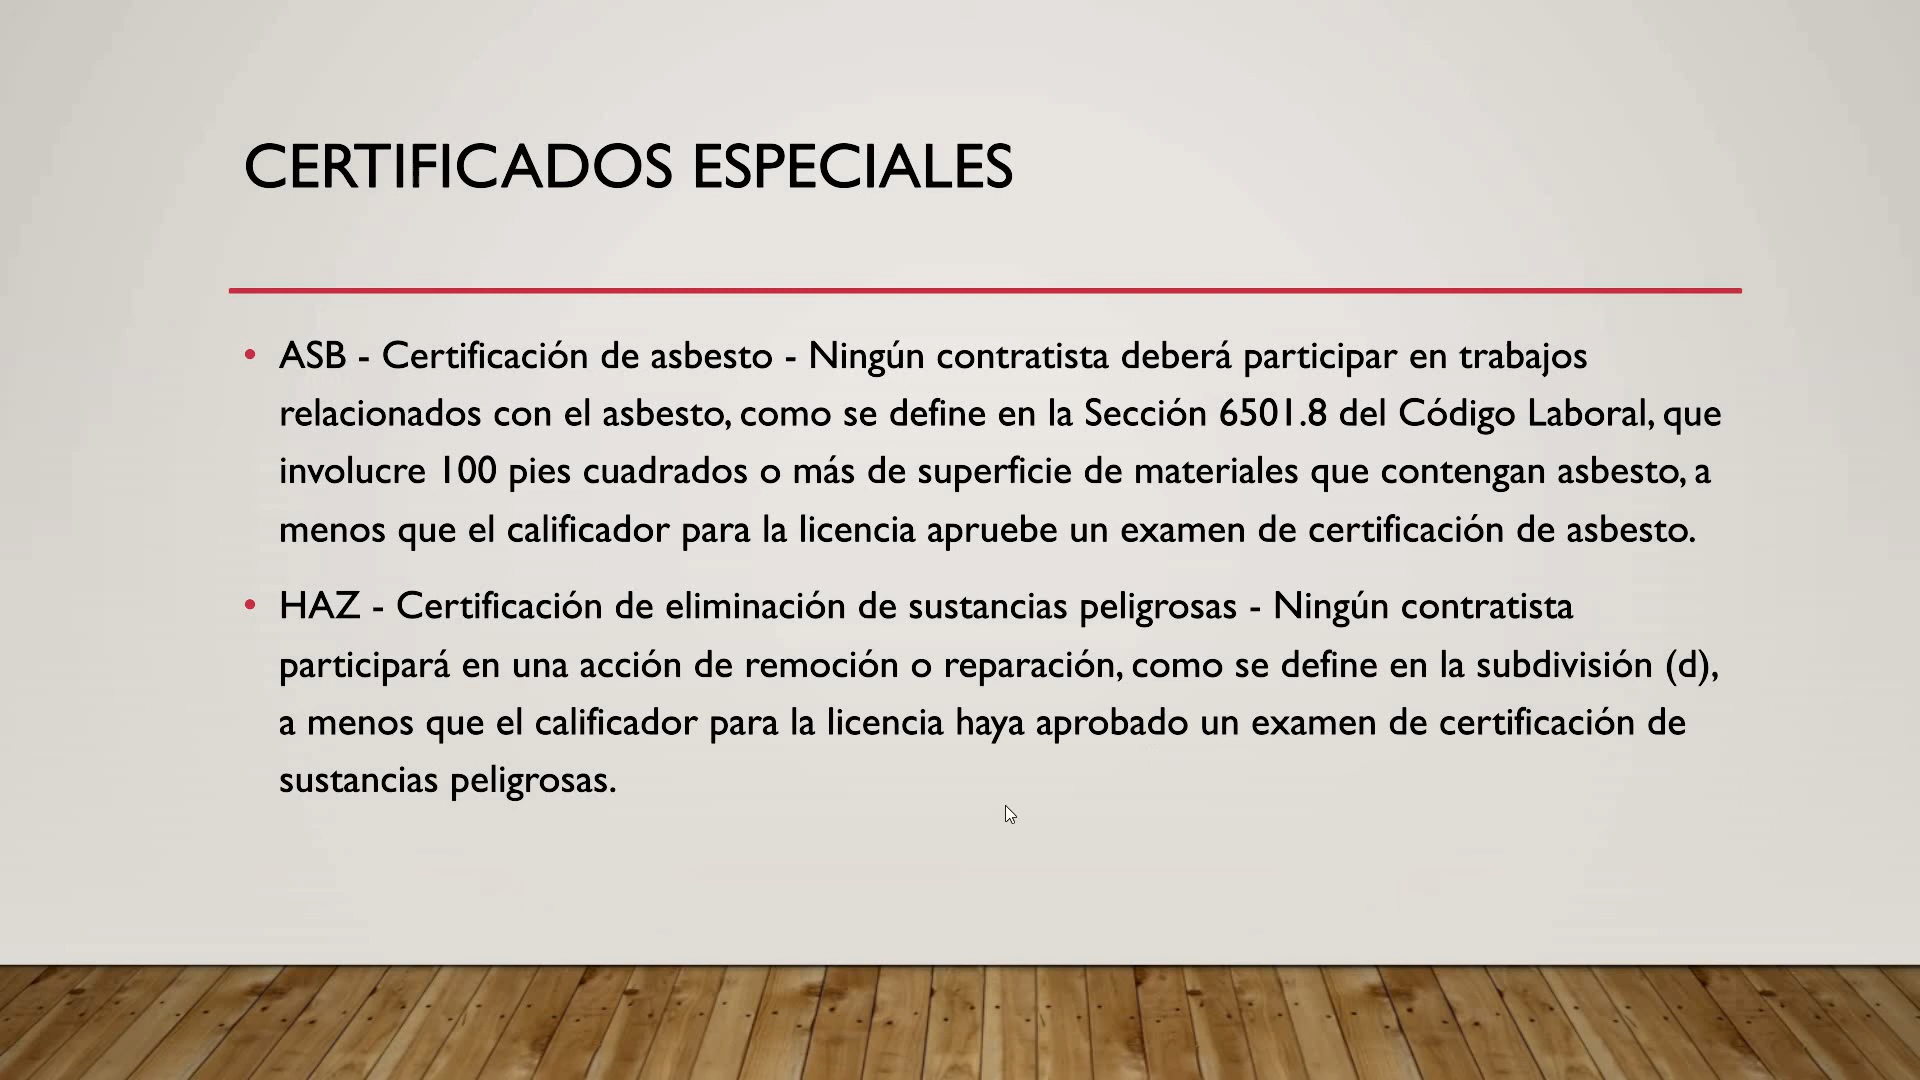 CERTIFICADOS ESPECIALES
• ASB - Certificación de asbesto - Ningún contratista deberá participar en trabajos
relacionados con el asbesto, como se define en la Sección 6501.8 del Código Laboral, que
involucre 100 pies cuadrados o más de superficie de materiales que contengan asbesto, a
menos que el calificador para la licencia apruebe un examen de certificación de asbesto.
• HAZ - Certificación de eliminación de sustancias peligrosas - Ningún contratista
participará en una acción de remoción o reparación, como se define en la subdivisión (d),
a menos que el calificador para la licencia haya aprobado un examen de certificación de
sustancias peligrosas.